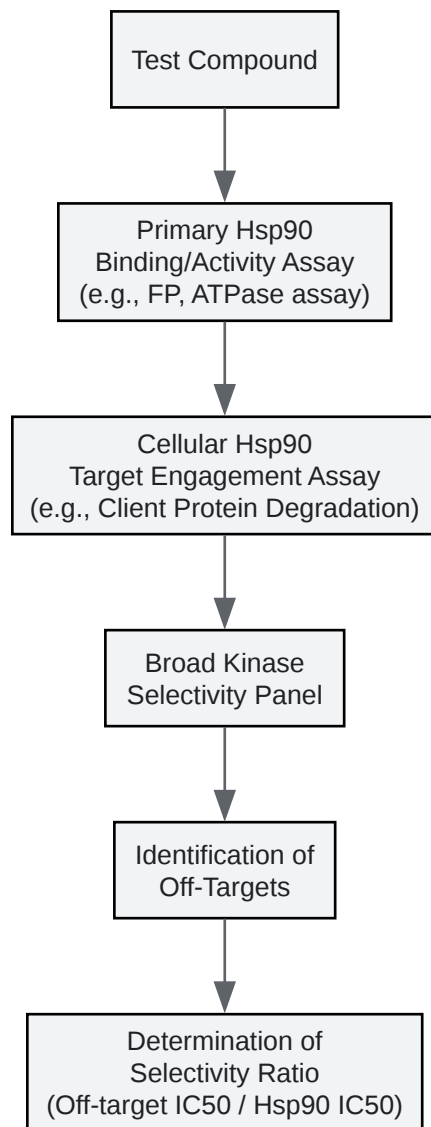 Test Compound
Primary Hsp90
Binding/Activity Assay
(e.g., FP, ATPase assay)
Cellular Hsp90
Target Engagement Assay
(e.g., Client Protein Degradation)
Broad Kinase
Selectivity Panel
Identification of
Off-Targets
Determination of
Selectivity Ratio
(Off-target IC50 / Hsp90 IC50)